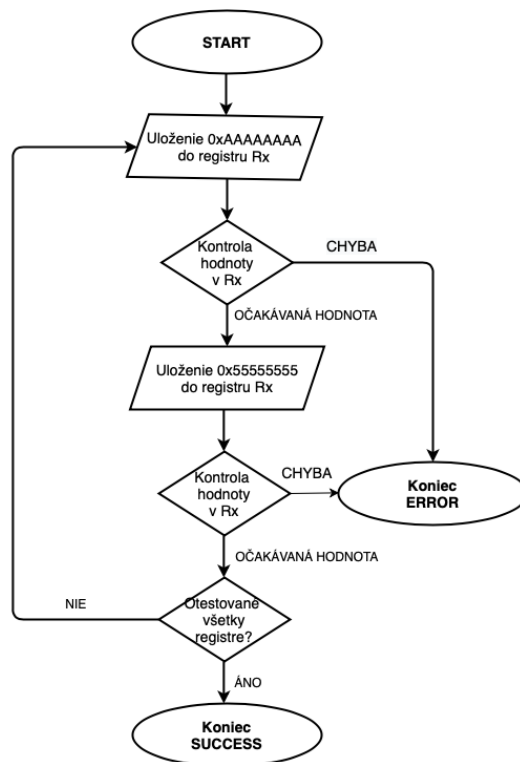 START
Uloženie 0xAAAAAAAA
do registru Rx
Kontrola
hodnoty
v Rx
CHYBA
OČAKÁVANÁ HODNOTA
Uloženie 0x55555555
do registru Rx
Kontrola
hodnoty
v Rx
CHYBA
Koniec
ERROR
OČAKÁVANÁ HODNOTA
Otestované
všetky
registre?
NIE
ÁNO
Koniec
SUCCESS